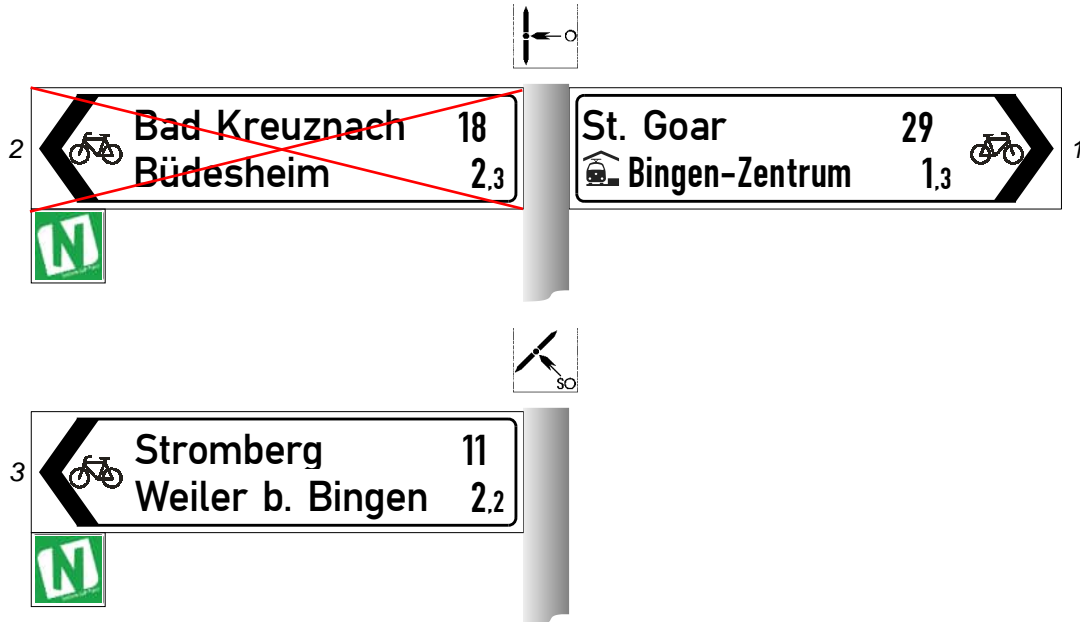 O
2
Bad Kreuznach 18
Büdesheim 2,3
St. Goar 29
Bingen-Zentrum 1,3
1
N
SO
3
Stromberg 11
Weiler b. Bingen 2,2
N